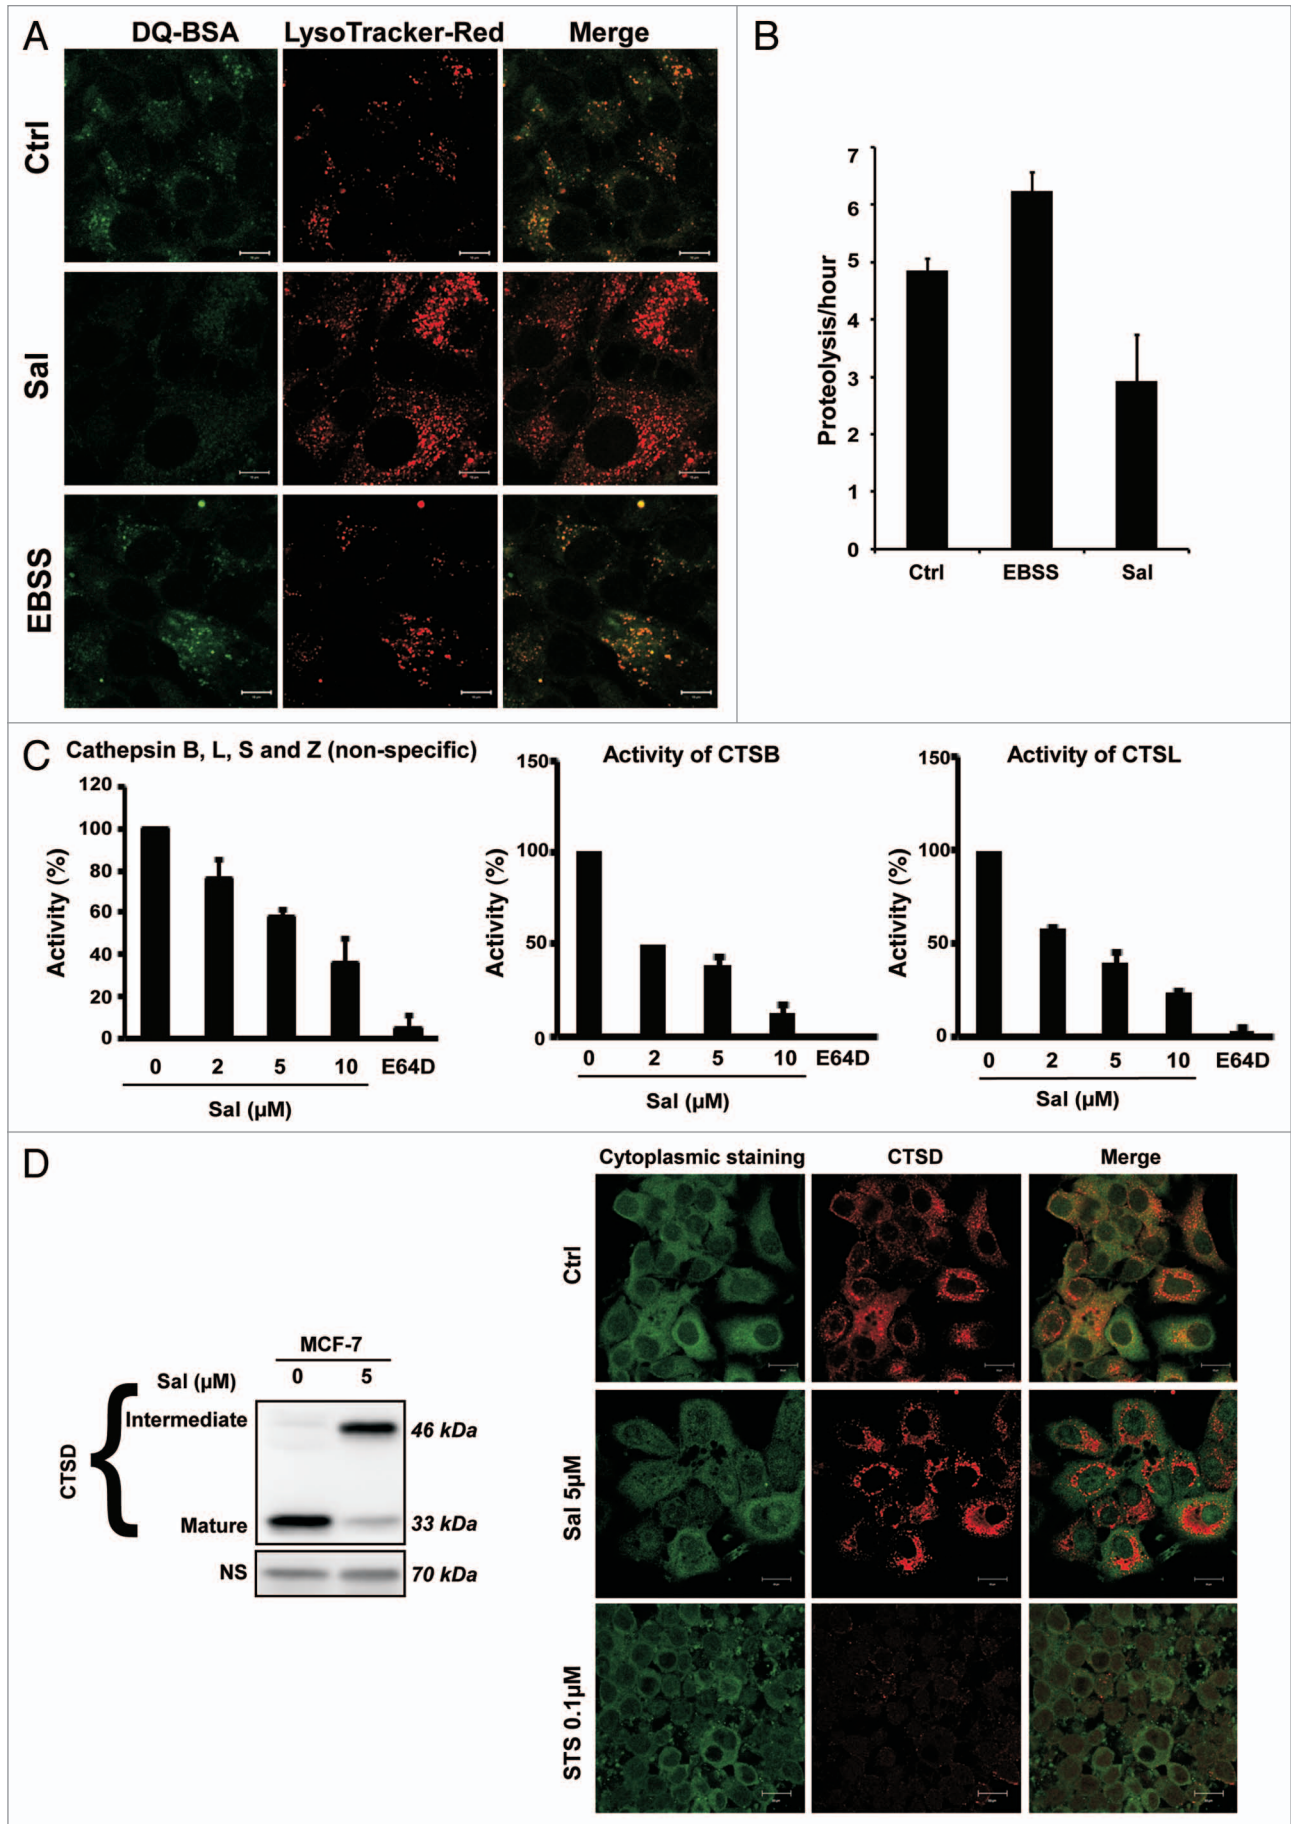 A
DQ-BSA LysoTracker-Red Merge
Ctrl
Sal
EBSS
B
7
6
5
4
3
2
1
0
Proteolysis/hour
Ctrl EBSS Sal
C
Cathepsin B, L, S and Z (non-specific)
120
100
80
60
40
20
0
Activity (%)
0 2 5 10 E64D
Sal (µM)
Activity of CTSB
150
100
50
0
Activity (%)
0 2 5 10 E64D
Sal (µM)
Activity of CTSL
150
100
50
0
Activity (%)
0 2 5 10 E64D
Sal (µM)
D
MCF-7
Sal (µM) 0 5
CTSD
Intermediate 46 kDa
Mature 33 kDa
NS 70 kDa
Cytoplasmic staining CTSD Merge
Ctrl
Sal 5µM
STS 0.1µM